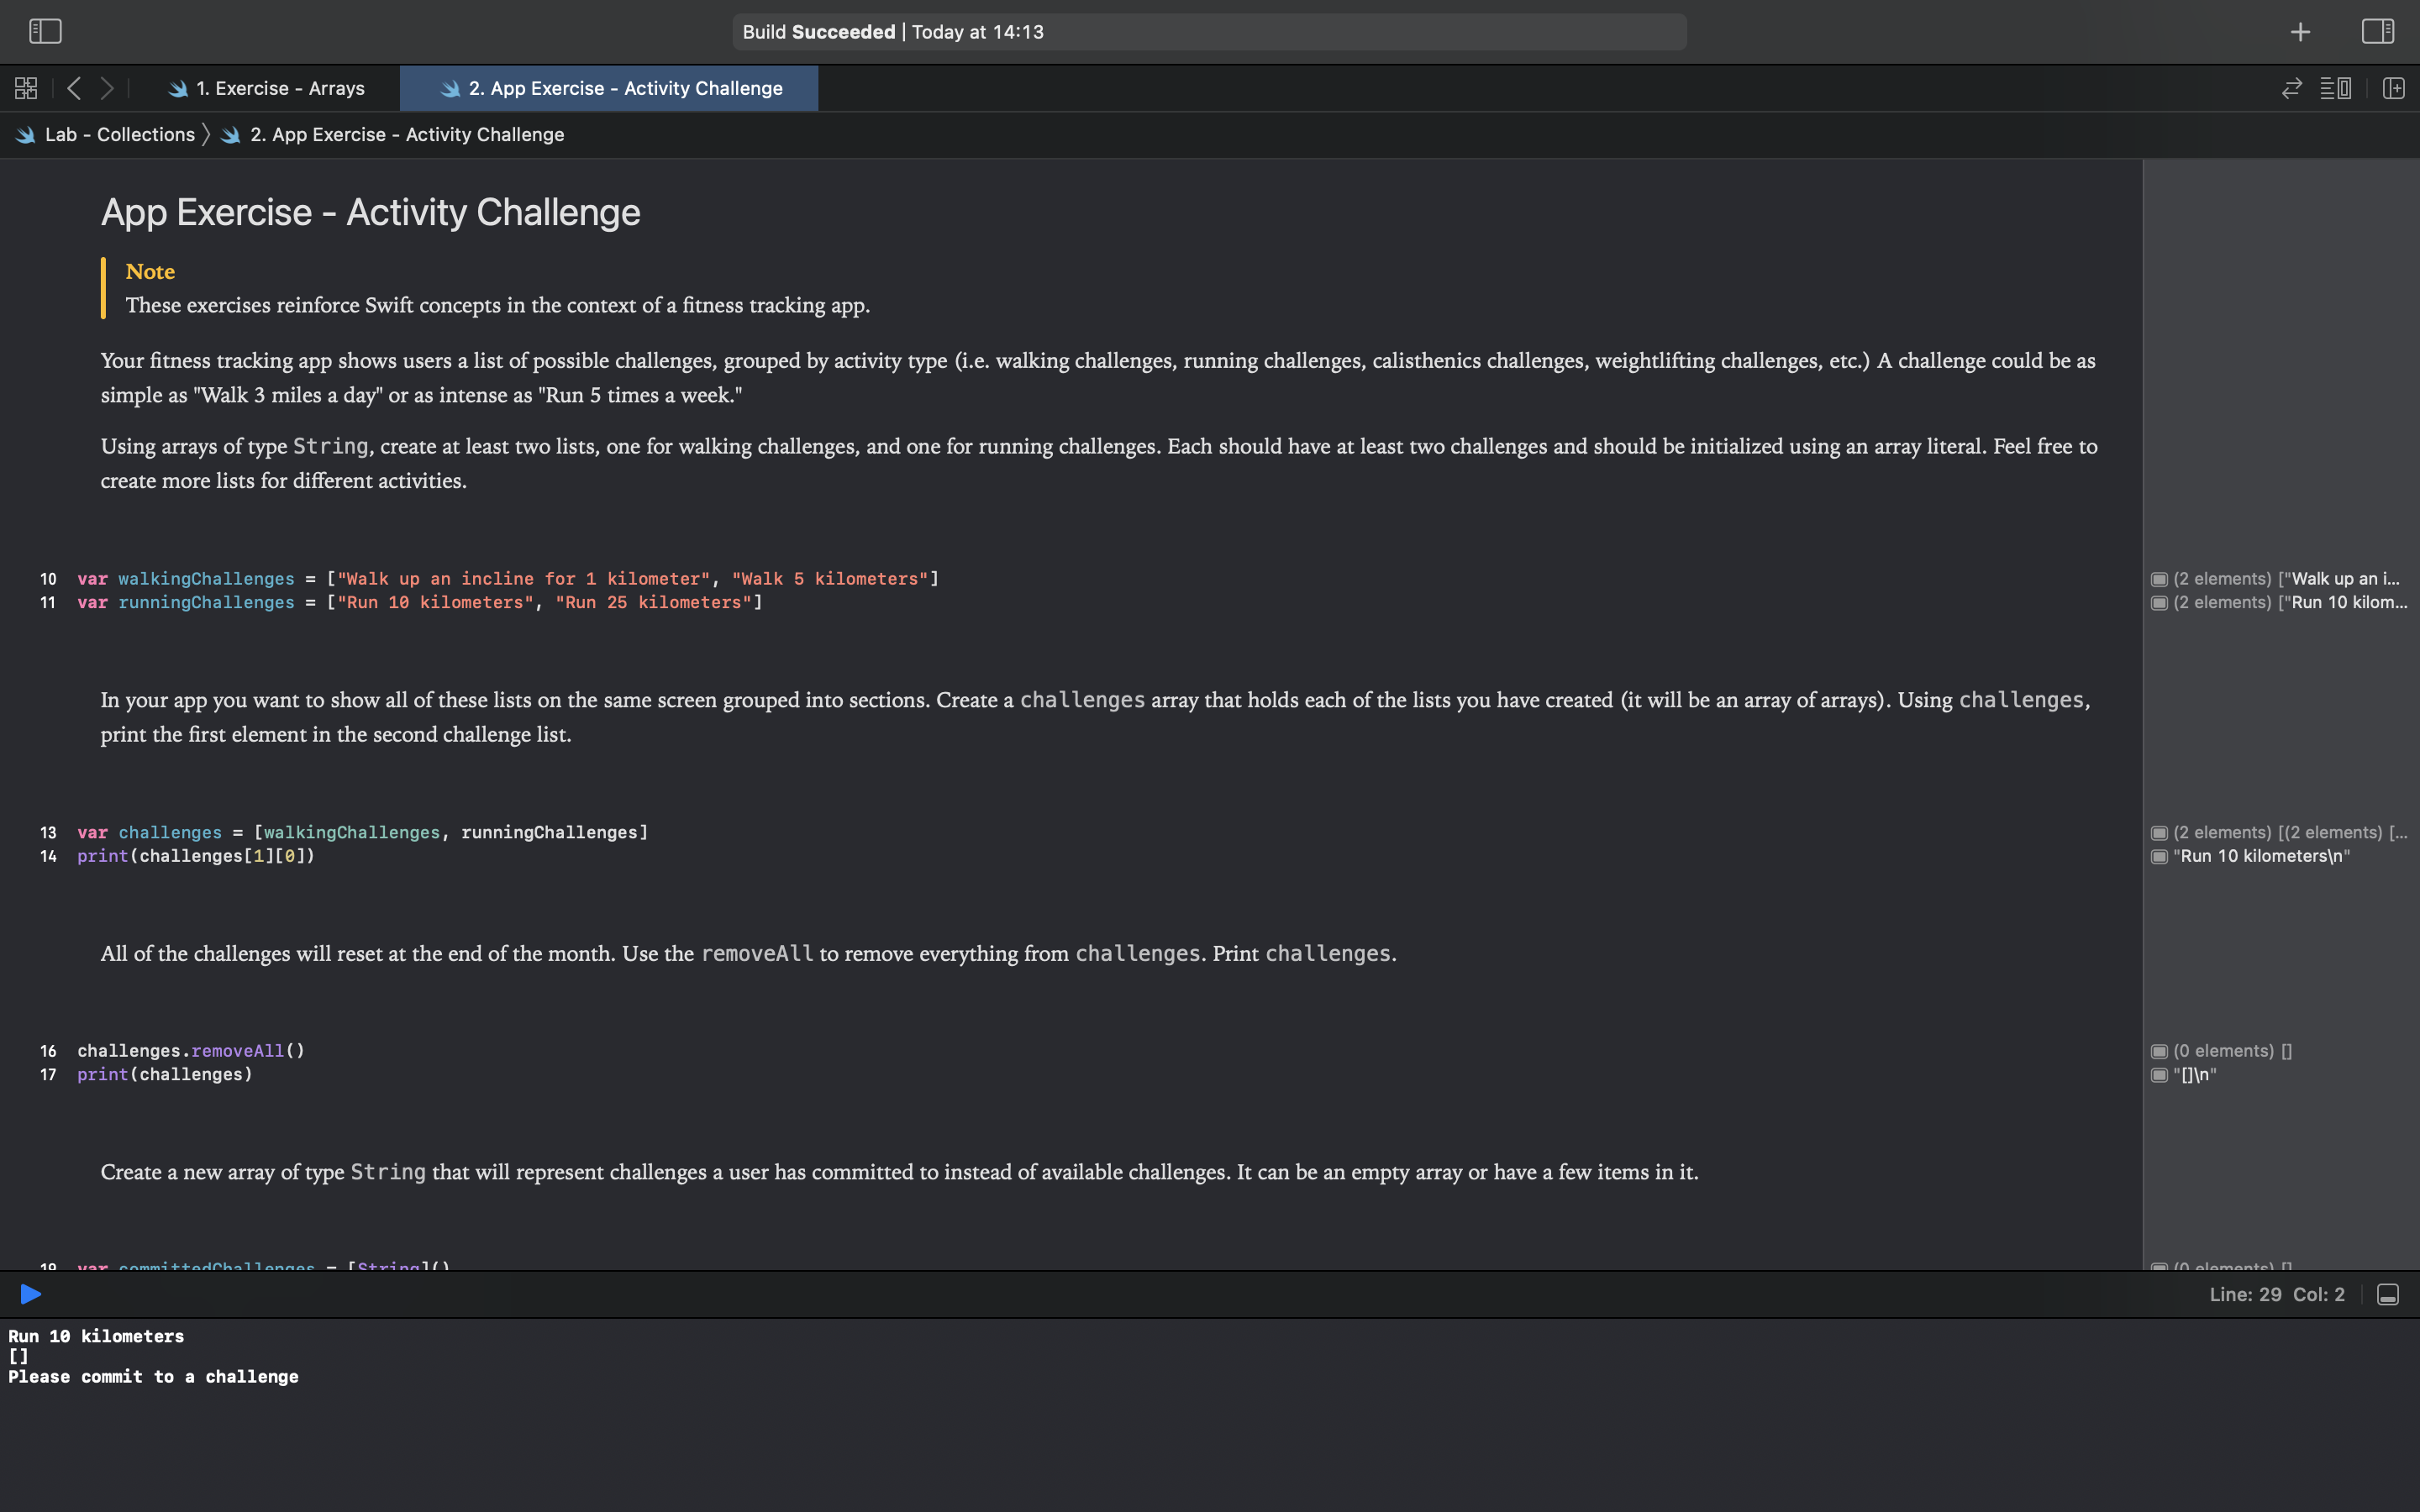 Build Succeeded | Today at 14:13
1. Exercise - Arrays
2. App Exercise - Activity Challenge
Lab - Collections
2. App Exercise - Activity Challenge
App Exercise - Activity Challenge
Note
These exercises reinforce Swift concepts in the context of a fitness tracking app.
Your fitness tracking app shows users a list of possible challenges, grouped by activity type (i.e. walking challenges, running challenges, calisthenics challenges, weightlifting challenges, etc.) A challenge could be as
simple as "Walk 3 miles a day" or as intense as "Run 5 times a week."
Using arrays of type String, create at least two lists, one for walking challenges, and one for running challenges. Each should have at least two challenges and should be initialized using an array literal. Feel free to
create more lists for different activities.
10 var walkingChallenges = ["Walk up an incline for 1 kilometer", "Walk 5 kilometers"]
(2 elements) ["Walk up an i...
11 var runningChallenges = ["Run 10 kilometers", "Run 25 kilometers"]
(2 elements) ["Run 10 kilom...
In your app you want to show all of these lists on the same screen grouped into sections. Create a challenges array that holds each of the lists you have created (it will be an array of arrays). Using challenges,
print the first element in the second challenge list.
13 var challenges = [walkingChallenges, runningChallenges]
(2 elements) [(2 elements) [...
14 print(challenges[1][0])
"Run 10 kilometers\n"
All of the challenges will reset at the end of the month. Use the removeAll to remove everything from challenges. Print challenges.
16 challenges.removeAll()
(0 elements) []
17 print(challenges)
"[]\n"
Create a new array of type String that will represent challenges a user has committed to instead of available challenges. It can be an empty array or have a few items in it.
19 var committedChallenges = [String]()
(0 elements) []
Line: 29 Col: 2
Run 10 kilometers
[]
Please commit to a challenge